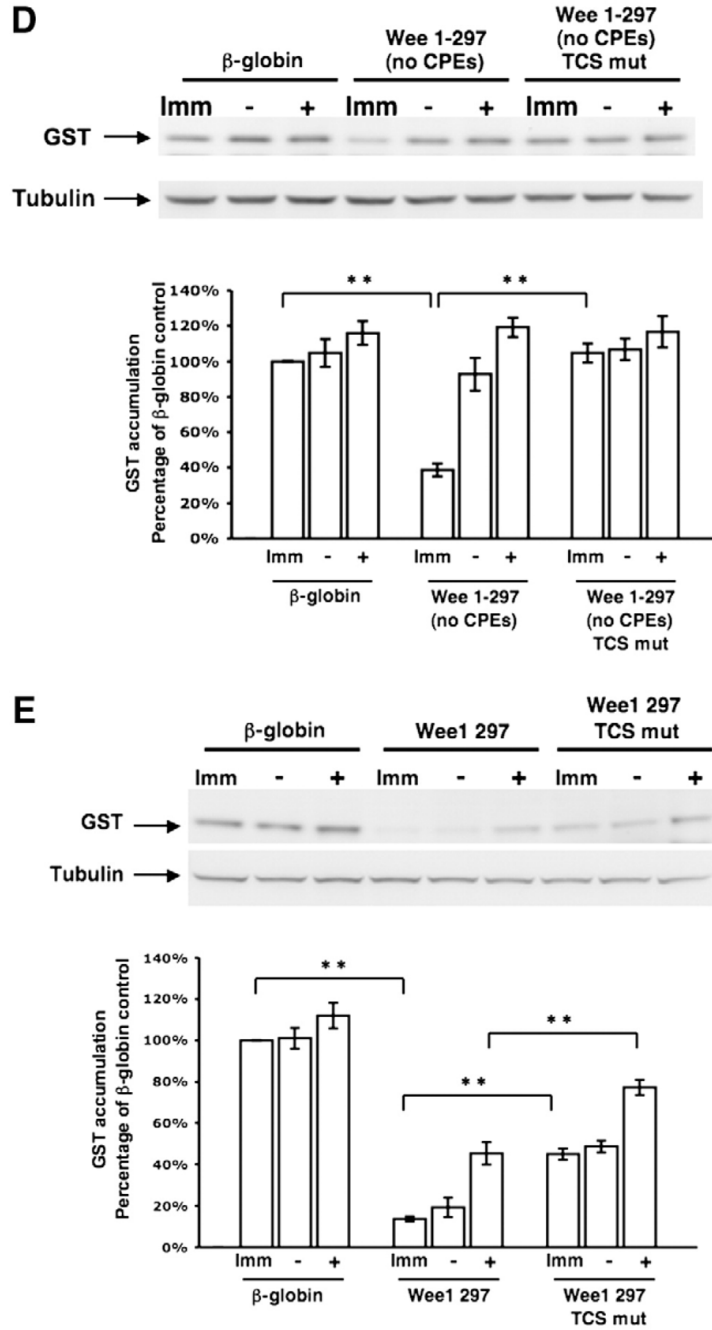 D
β-globin
Wee 1-297
(no CPEs)
Wee 1-297
(no CPEs)
TCS mut
Imm - + Imm - + Imm - +
GST
Tubulin
GST accumulation
Percentage of β-globin control
140%
120%
100%
80%
60%
40%
20%
0%
** **
Imm - + Imm - + Imm - +
β-globin
Wee 1-297
(no CPEs)
Wee 1-297
(no CPEs)
TCS mut
E
β-globin
Wee1 297
Wee1 297
TCS mut
Imm - + Imm - + Imm - +
GST
Tubulin
GST accumulation
Percentage of β-globin control
140%
120%
100%
80%
60%
40%
20%
0%
**
**
**
Imm - + Imm - + Imm - +
β-globin
Wee1 297
Wee1 297
TCS mut